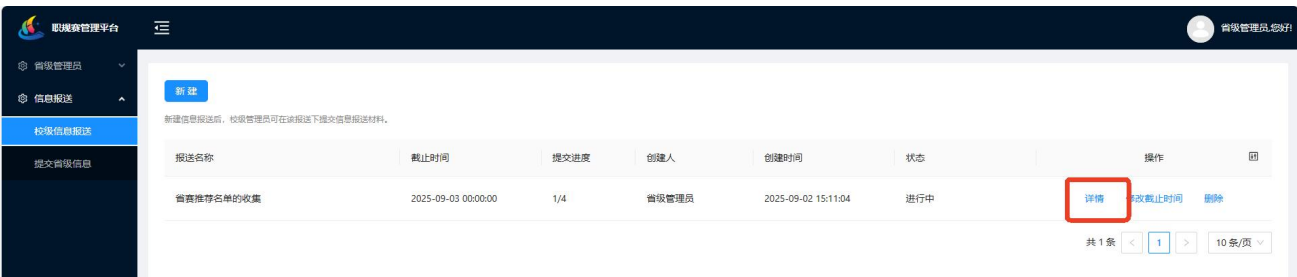 职规赛管理平台
省级管理员,您好!
省级管理员
信息报送
校级信息报送
提交省级信息
新 建
新建信息报送后，校级管理员可在该报送下提交信息报送材料。
报送名称 截止时间 提交进度 创建人 创建时间 状态 操作
省赛推荐名单的收集 2025-09-03 00:00:00 1/4 省级管理员 2025-09-02 15:11:04 进行中 详情 改截止时间 删除
共 1 条 < 1 > 10 条/页